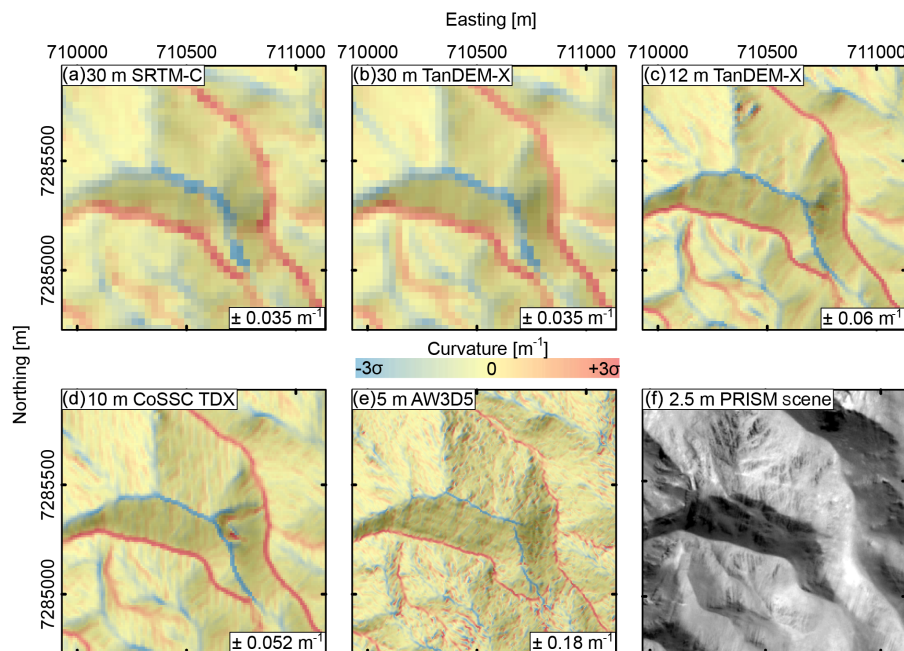 Easting [m]
710000 710500 711000 710000 710500 711000 710000 710500 711000
(a) 30 m SRTM-C (b) 30 m TanDEM-X (c) 12 m TanDEM-X
7285500
7285000
± 0.035 m⁻¹ ± 0.035 m⁻¹ ± 0.06 m⁻¹
Northing [m]
Curvature [m⁻¹]
-3σ 0 +3σ
(d) 10 m CoSSC TDX (e) 5 m AW3D5 (f) 2.5 m PRISM scene
7285500
7285000
± 0.052 m⁻¹ ± 0.18 m⁻¹